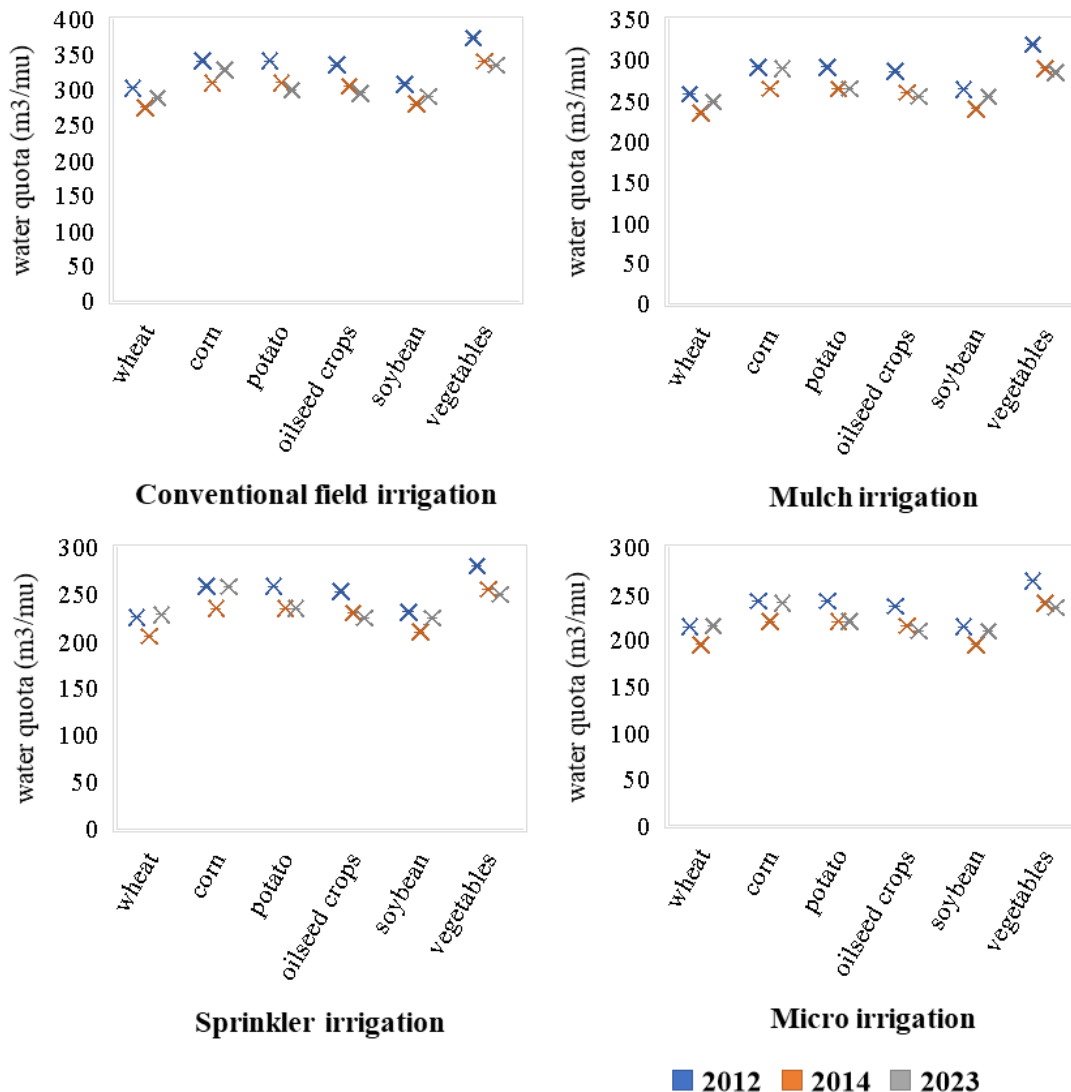 water quota (m3/mu)
400
350
300
250
200
150
100
50
0
wheat
corn
potato
oilseed crops
soybean
vegetables
Conventional field irrigation
water quota (m3/mu)
350
300
250
200
150
100
50
0
wheat
corn
potato
oilseed crops
soybean
vegetables
Mulch irrigation
water quota (m3/mu)
300
250
200
150
100
50
0
wheat
corn
potato
oilseed crops
soybean
vegetables
Sprinkler irrigation
water quota (m3/mu)
300
250
200
150
100
50
0
wheat
corn
potato
oilseed crops
soybean
vegetables
Micro irrigation
2012 2014 2023